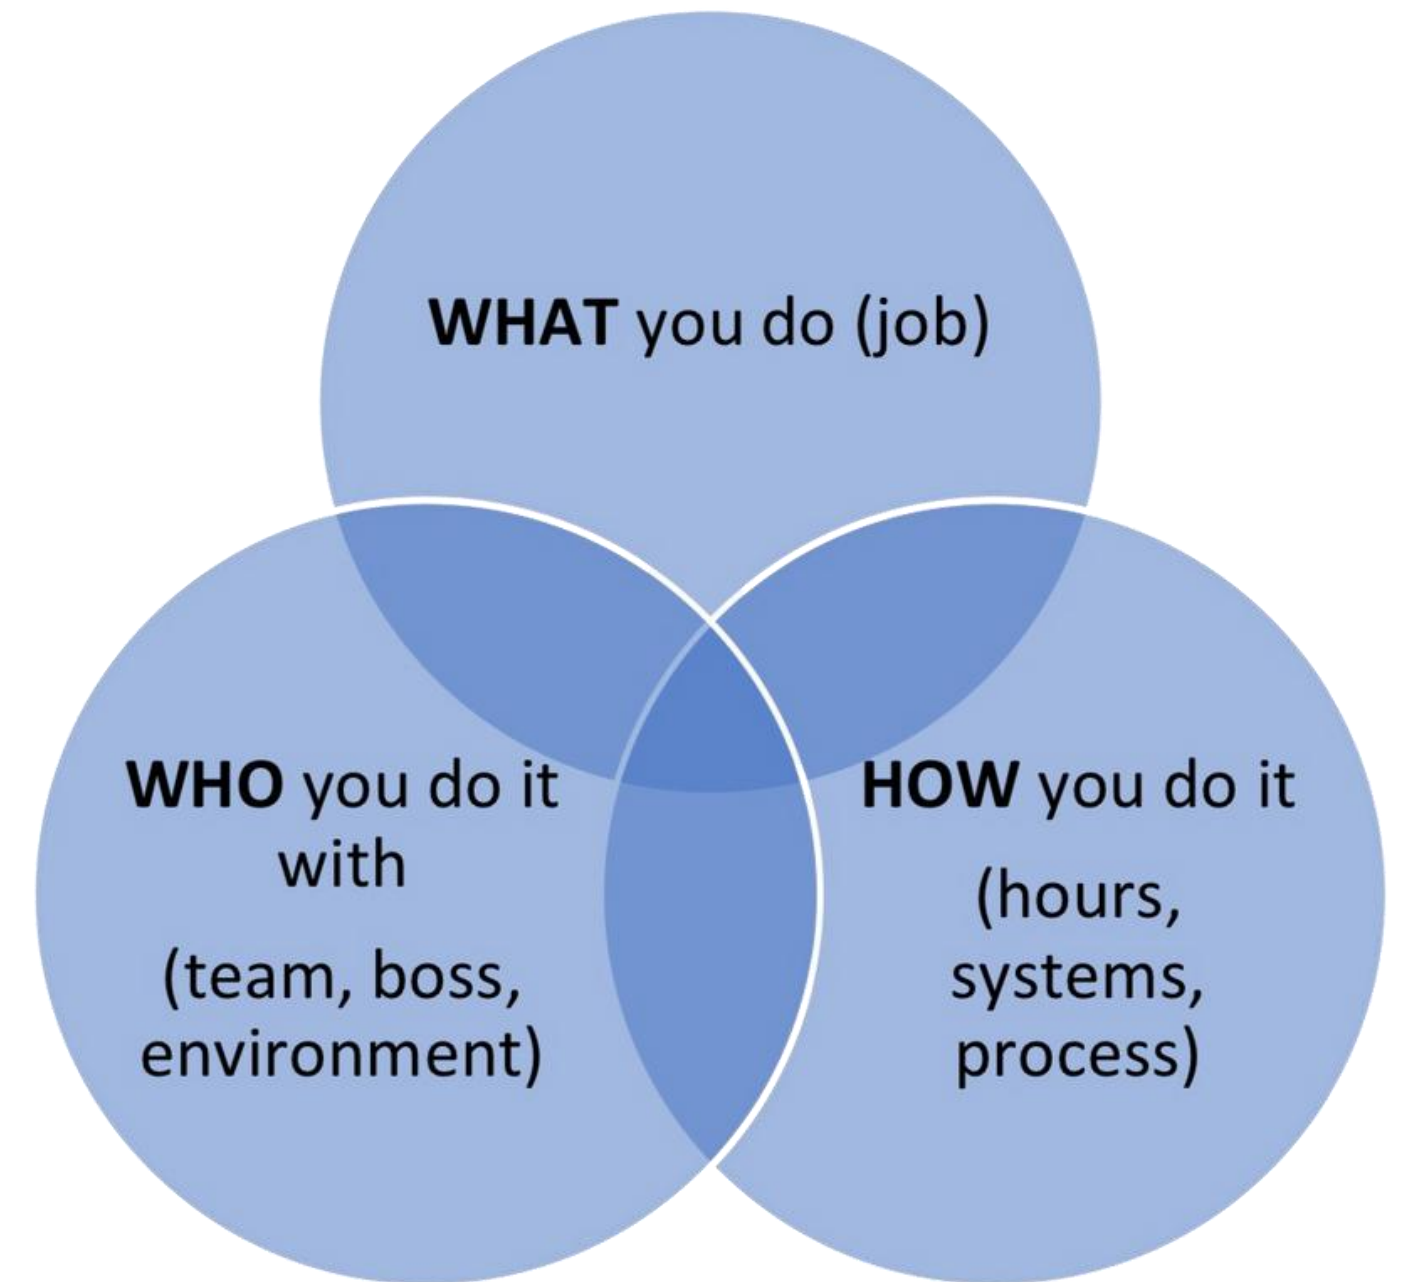 WHAT you do (job)
WHO you do it
with
(team, boss,
environment)
HOW you do it
(hours,
systems,
process)